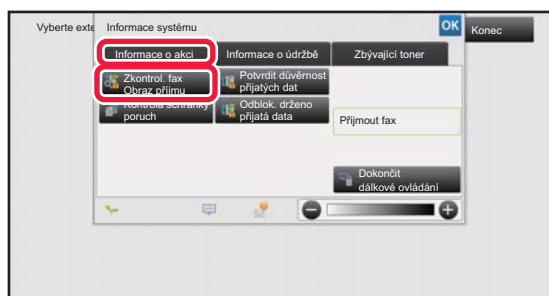 Vyberte exte
Informace systému
OK
Konec
Informace o akci
Informace o údržbě
Zbývající toner
Zkontrol. fax
Obraz příjmu
Potvrdit důvěrnost
přijatých dat
Kontrola schránky
poruch
Odblok. drženo
přijatá data
Přijmout fax
Dokončit
dálkové ovládání